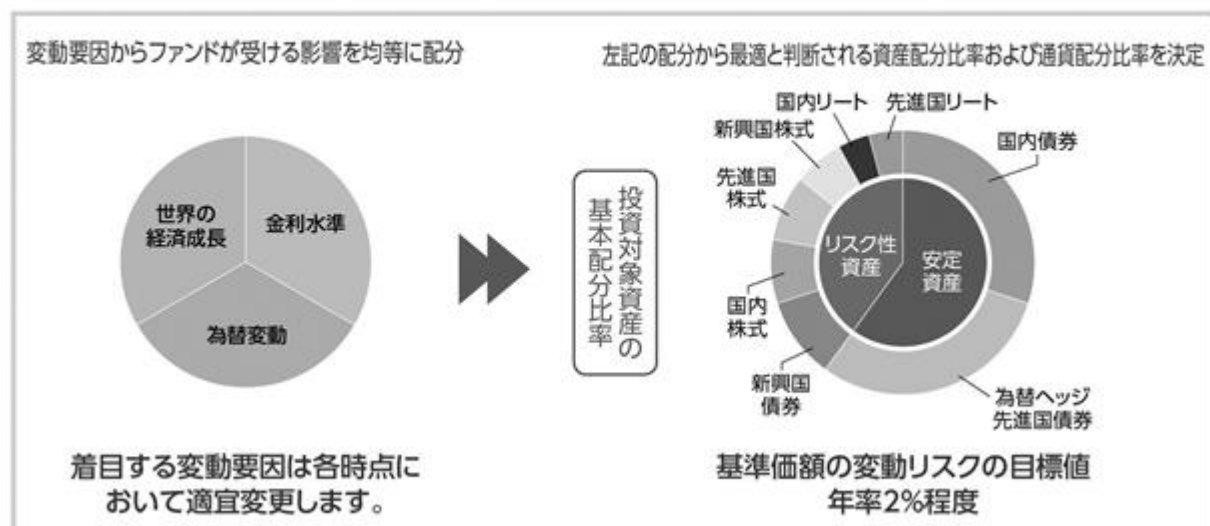 変動要因からファンドが受ける影響を均等に配分
世界の
経済成長
金利水準
為替変動
着目する変動要因は各時点に
おいて適宜変更します。
投資対象資産の
基本配分比率
左記の配分から最適と判断される資産配分比率および通貨配分比率を決定
国内リート
先進国リート
新興国株式
国内債券
先進国
株式
リスク性
資産
安定
資産
国内
株式
新興国
債券
為替ヘッジ
先進国債券
基準価額の変動リスクの目標値
年率2%程度